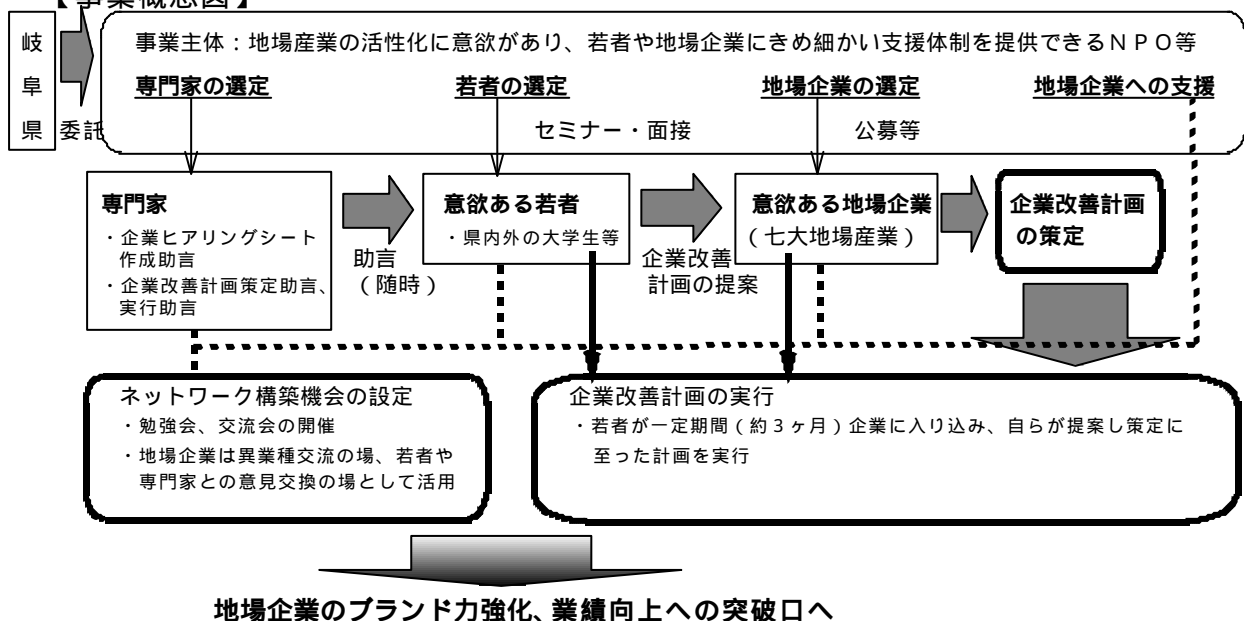 【事業概念図】
岐阜県
委託
事業主体：地場産業の活性化に意欲があり、若者や地場企業にきめ細かい支援体制を提供できるＮＰＯ等
専門家の選定
若者の選定
地場企業の選定
地場企業への支援
セミナー・面接
公募等
専門家
・企業ヒアリングシート
作成助言
・企業改善計画策定助言、
実行助言
助言
（随時）
意欲ある若者
・県内外の大学生等
企業改善
計画の提案
意欲ある地場企業
（七大地場産業）
企業改善計画
の策定
ネットワーク構築機会の設定
・勉強会、交流会の開催
・地場企業は異業種交流の場、若者や
専門家との意見交換の場として活用
企業改善計画の実行
・若者が一定期間（約３ヶ月）企業に入り込み、自らが提案し策定に
至った計画を実行
地場企業のブランド力強化、業績向上への突破口へ